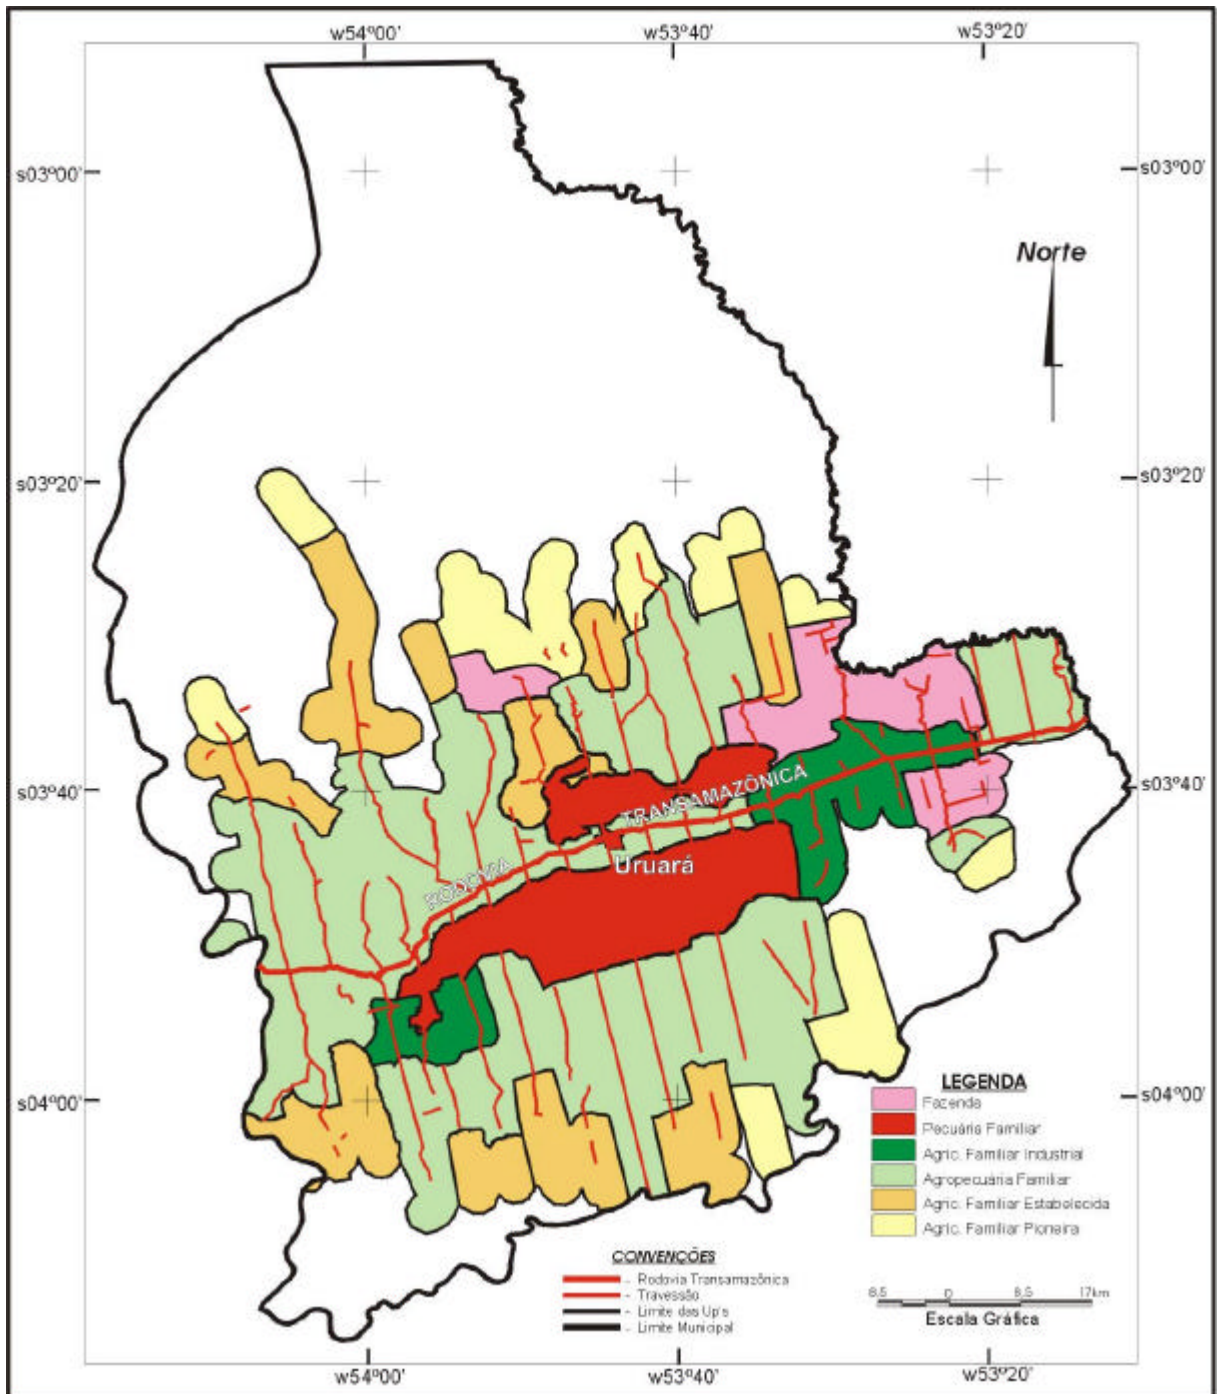 w54º00'
w53º40'
w53º20'
s03º00'
s03º00'
Norte
s03º20'
s03º20'
s03º40'
s03º40'
RODOVIA TRANSAMAZÔNICA
Uruará
s04º00'
s04º00'
LEGENDA
Fazenda
Pecuária Familiar
Agric. Familiar Industrial
Agropecuária Familiar
Agric. Familiar Estabelecida
Agric. Familiar Pioneira
CONVENÇÕES
- Rodovia Transamazônica
- Travessão
- Limite das Up's
- Limite Municipal
8,5 0 8,5 17km
Escala Gráfica
w54º00'
w53º40'
w53º20'